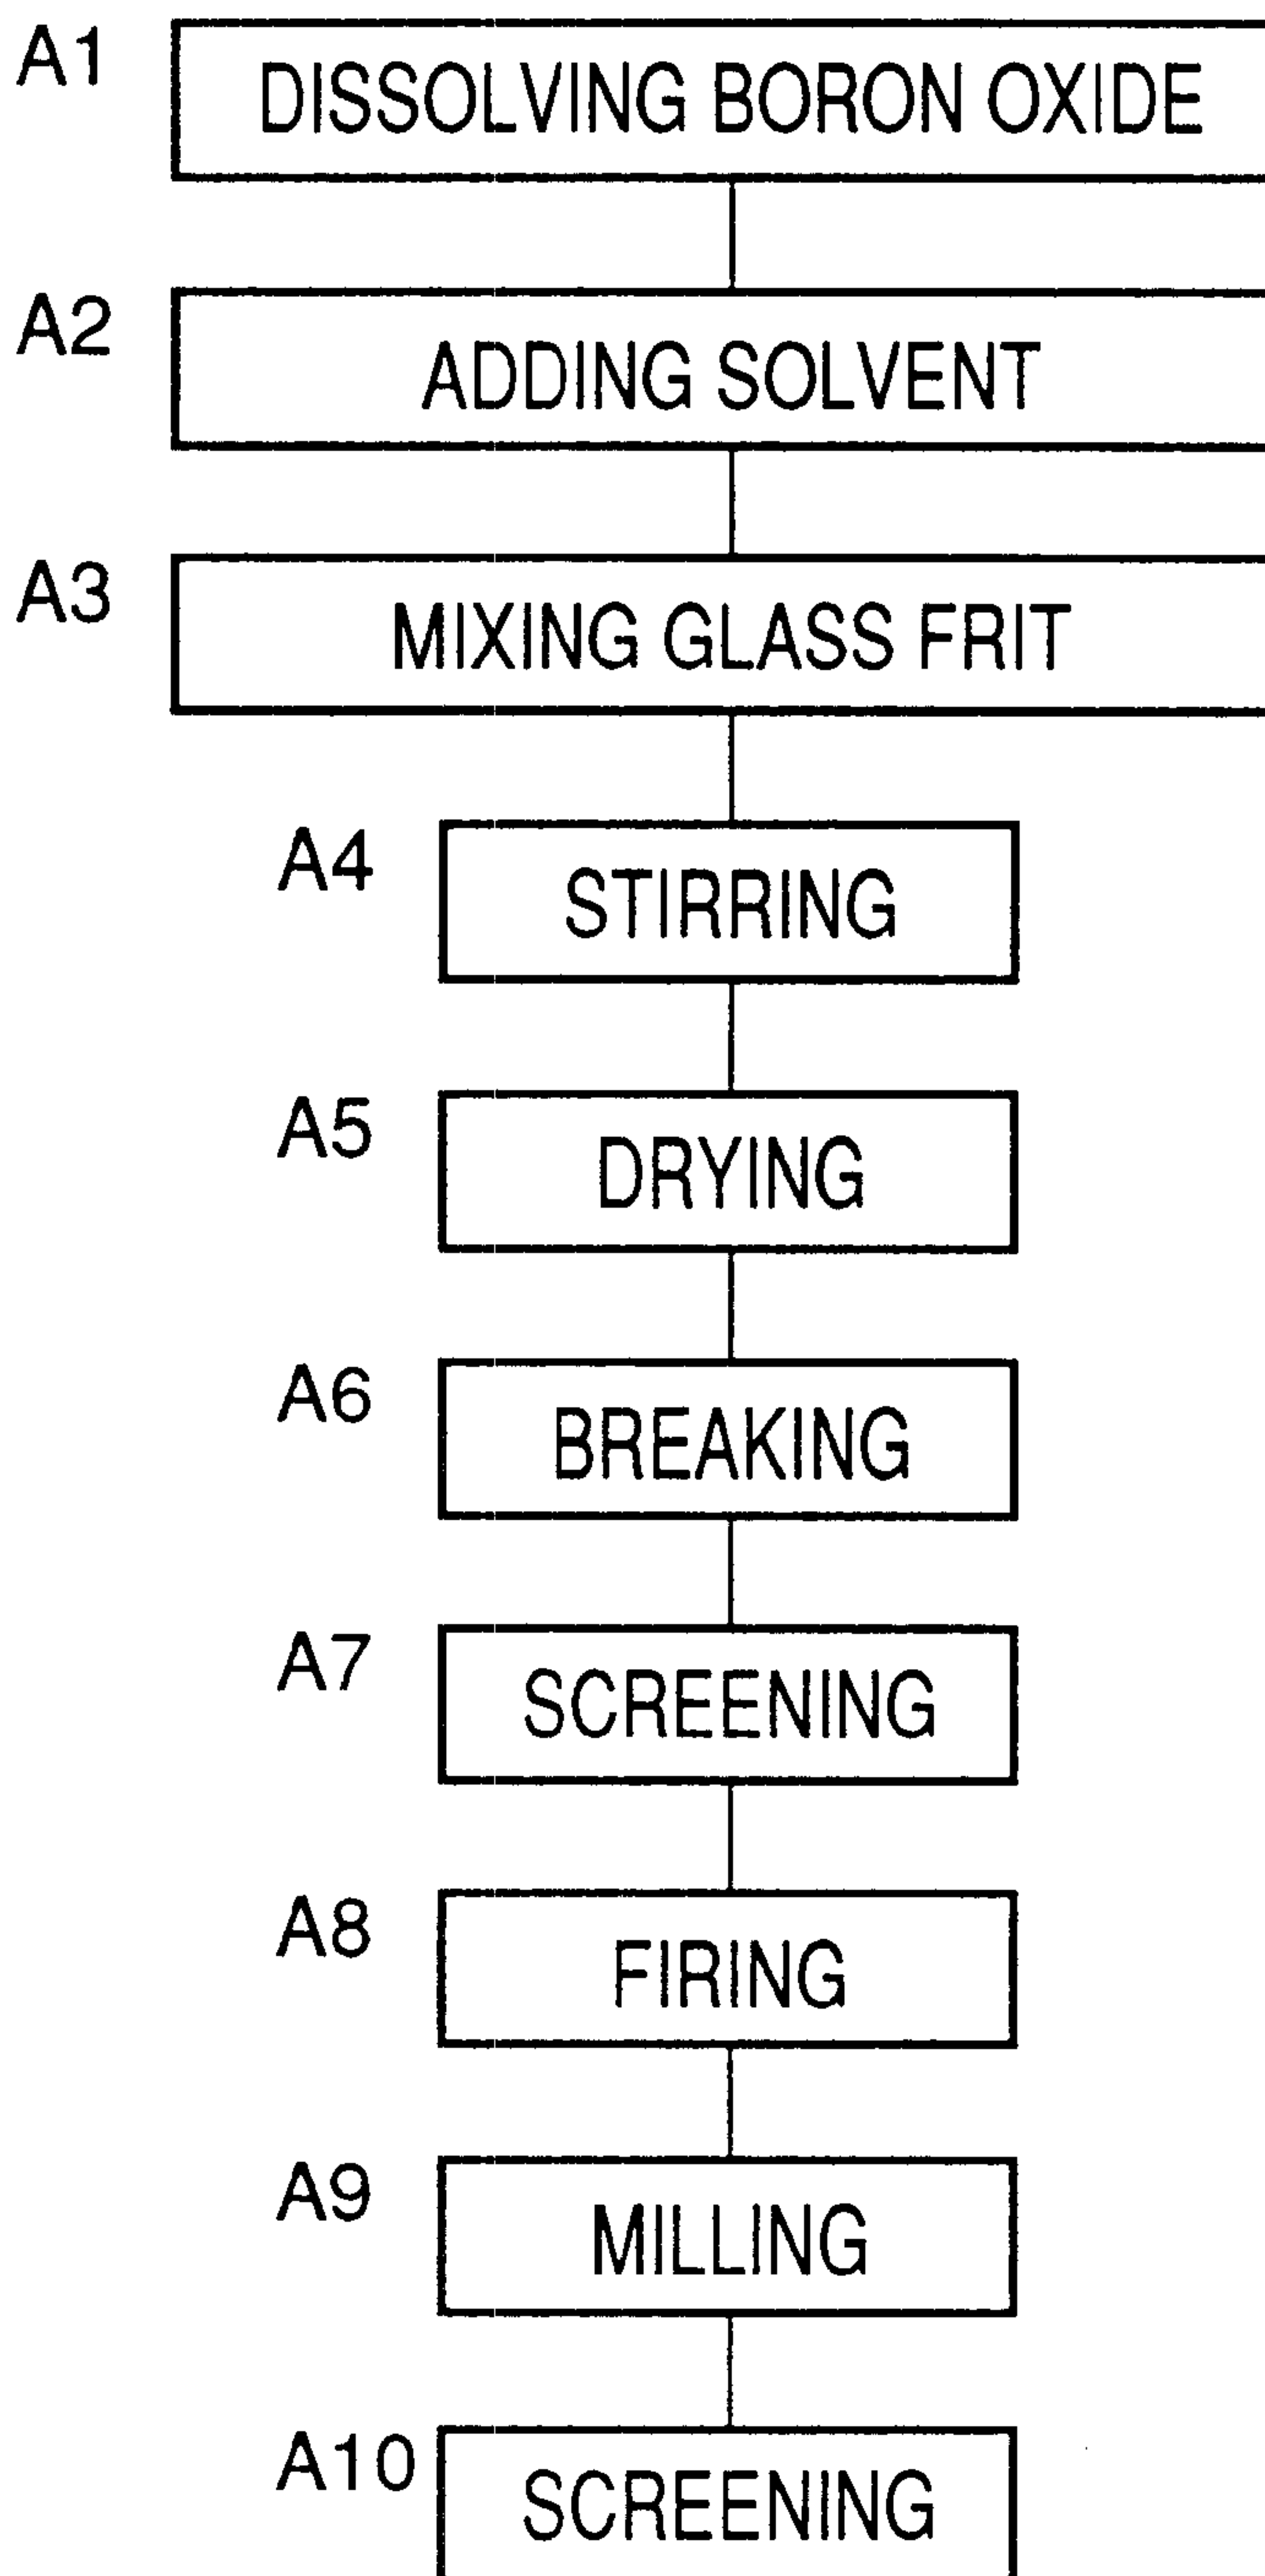 A1 DISSOLVING BORON OXIDE
A2 ADDING SOLVENT
A3 MIXING GLASS FRIT
A4 STIRRING
A5 DRYING
A6 BREAKING
A7 SCREENING
A8 FIRING
A9 MILLING
A10 SCREENING